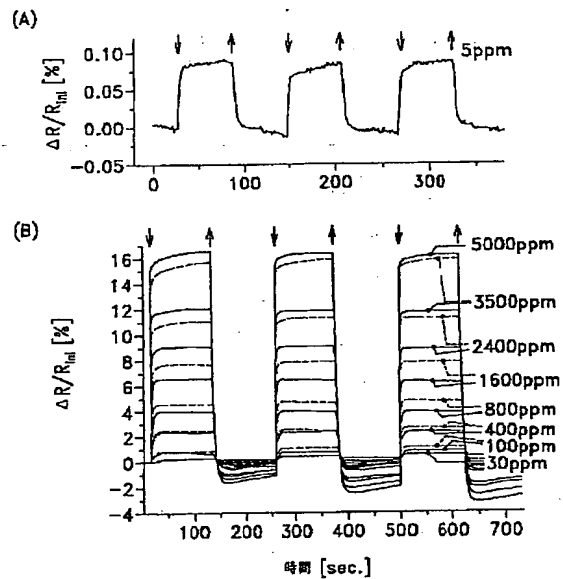 (A)
5ppm
0.10
0.05
0.00
-0.05
ΔR/R_Inl [%]
0 100 200 300
(B)
16
14
12
10
8
6
4
2
0
-2
-4
ΔR/R_Inl [%]
5000ppm
3500ppm
2400ppm
1600ppm
800ppm
400ppm
100ppm
30ppm
100 200 300 400 500 600 700
時間 [sec.]